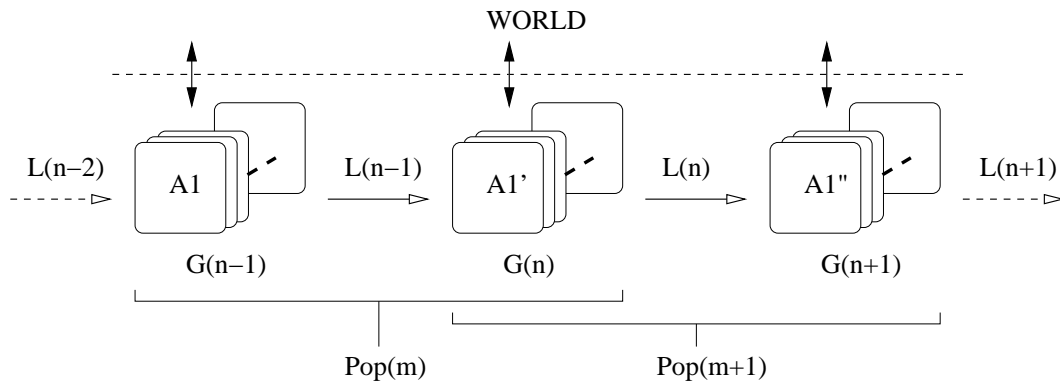 WORLD
L(n−2)
A1
L(n−1)
A1’
L(n)
A1"
L(n+1)
G(n−1)
G(n)
G(n+1)
Pop(m)
Pop(m+1)